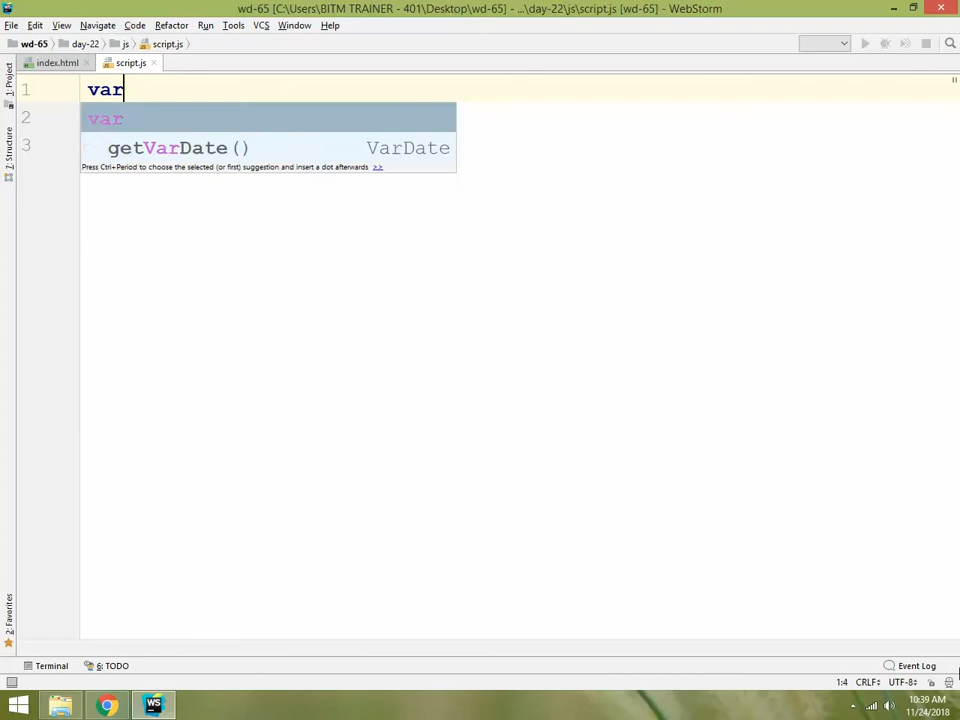 wd-65 [C:\Users\BITM TRAINER - 401\Desktop\wd-65] - ...\day-22\js\script.js [wd-65] - WebStorm
File Edit View Navigate Code Refactor Run Tools VCS Window Help
wd-65 day-22 js script.js
index.html script.js
1: Project
7: Structure
2: Favorites
1 var
2
3
var
getVarDate() VarDate
Press Ctrl+Period to choose the selected (or first) suggestion and insert a dot afterwards >>
Terminal 6: TODO Event Log
1:4 CRLF UTF-8
WS
10:39 AM
11/24/2018